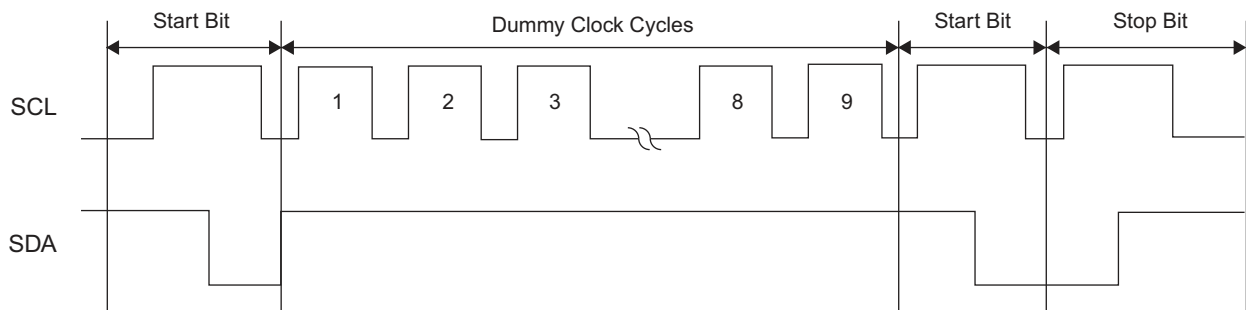 Start Bit
Dummy Clock Cycles
Start Bit
Stop Bit
SCL
1
2
3
8
9
SDA